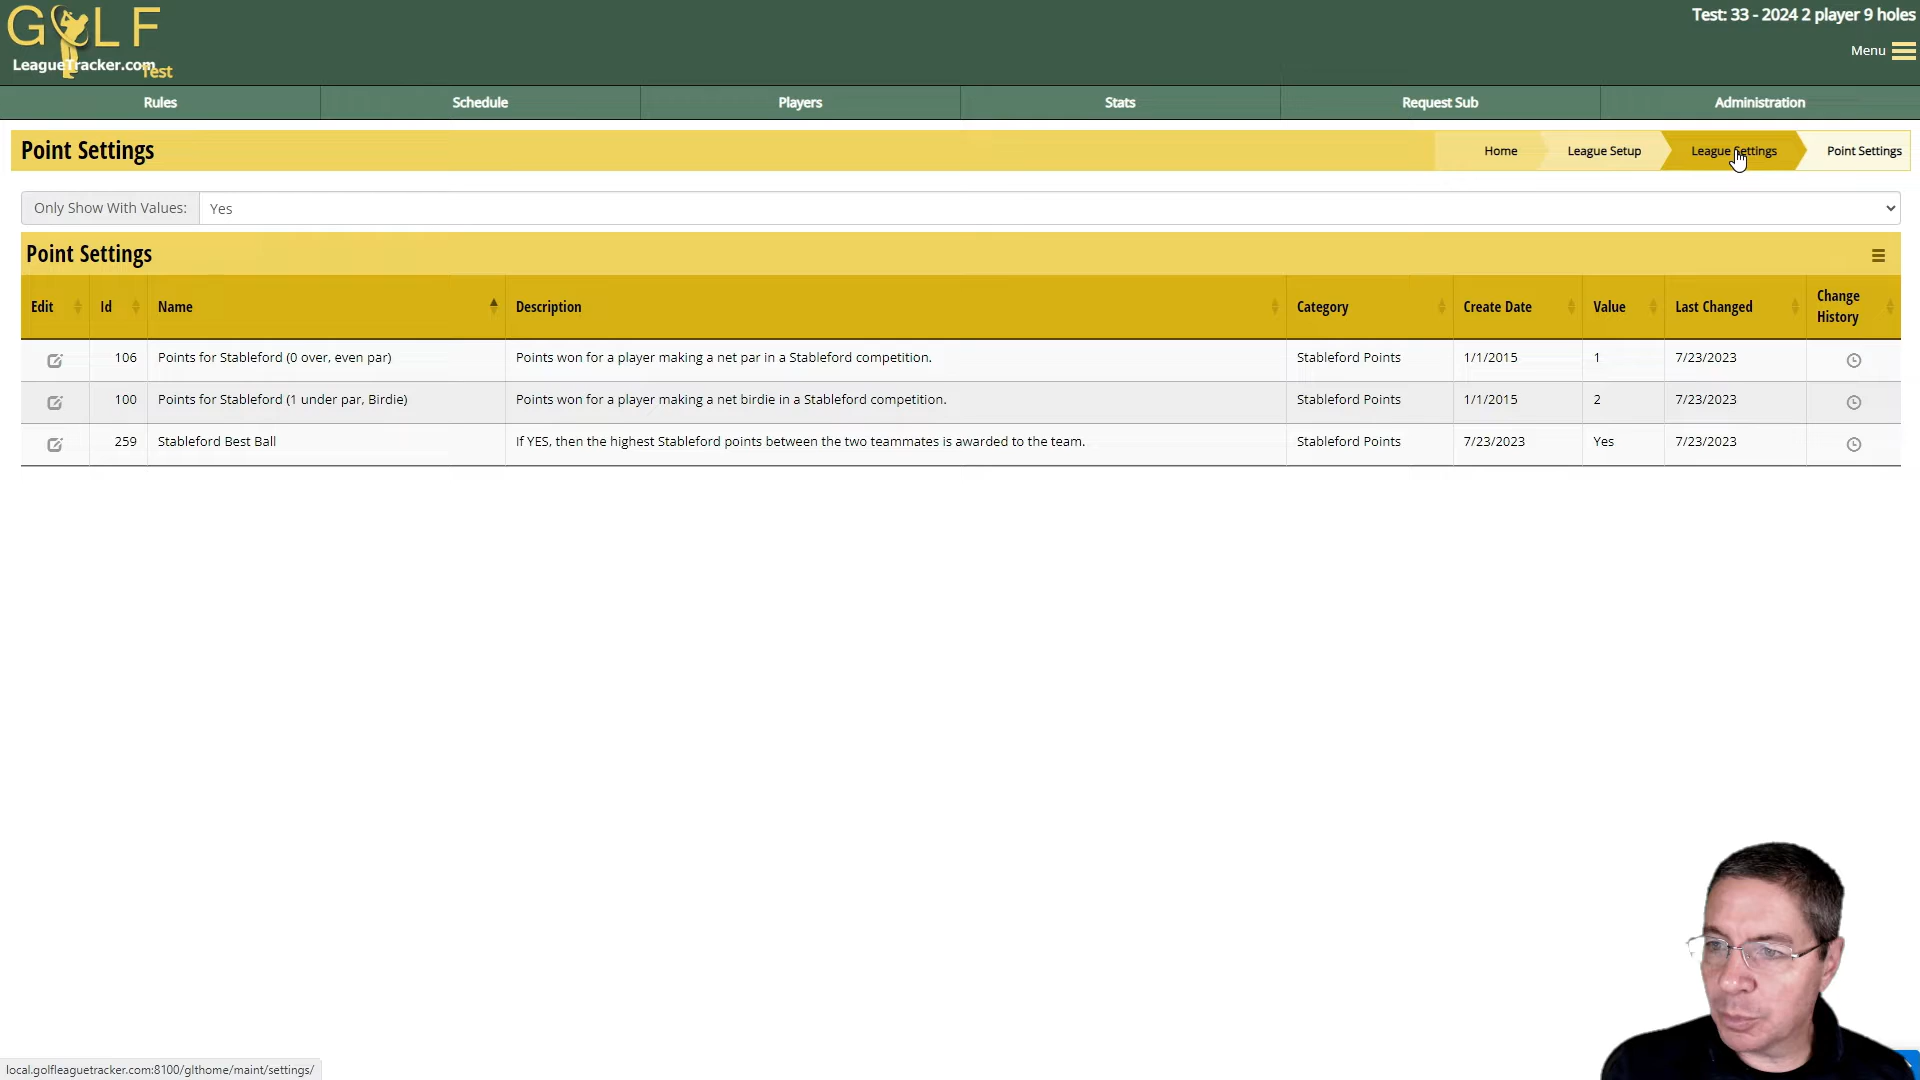 GOLF
LeagueTracker.com
Test
Test: 33 - 2024 2 player 9 holes
Menu
Rules Schedule Players Stats Request Sub Administration
Point Settings
Home League Setup League Settings Point Settings
Only Show With Values: Yes
Point Settings
Edit Id Name Description Category Create Date Value Last Changed Change History
106 Points for Stableford (0 over, even par) Points won for a player making a net par in a Stableford competition. Stableford Points 1/1/2015 1 7/23/2023
100 Points for Stableford (1 under par, Birdie) Points won for a player making a net birdie in a Stableford competition. Stableford Points 1/1/2015 2 7/23/2023
259 Stableford Best Ball If YES, then the highest Stableford points between the two teammates is awarded to the team. Stableford Points 7/23/2023 Yes 7/23/2023
local.golfleaguetracker.com:8100/glthome/maint/settings/